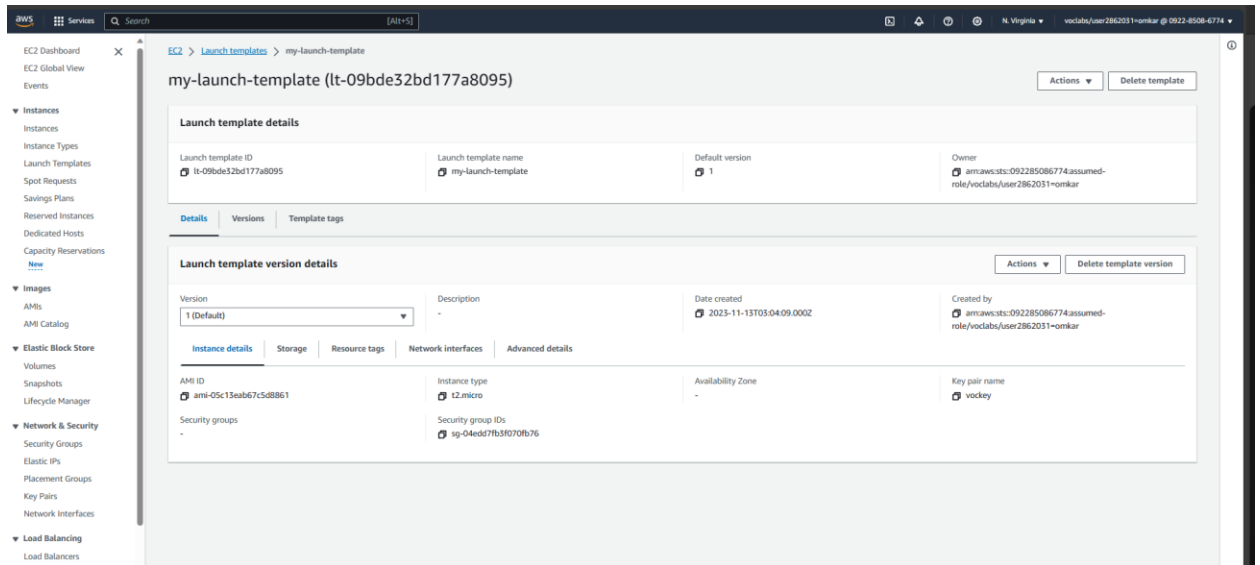 aws
Services
Search
[Alt+S]
N. Virginia
voclabs/user2862031=omkar @ 0922-8508-6774
EC2 Dashboard
EC2 Global View
Events
Instances
Instances
Instance Types
Launch Templates
Spot Requests
Savings Plans
Reserved Instances
Dedicated Hosts
Capacity Reservations
New
Images
AMIs
AMI Catalog
Elastic Block Store
Volumes
Snapshots
Lifecycle Manager
Network & Security
Security Groups
Elastic IPs
Placement Groups
Key Pairs
Network Interfaces
Load Balancing
Load Balancers
EC2 > Launch templates > my-launch-template
my-launch-template (lt-09bde32bd177a8095)
Actions
Delete template
Launch template details
Launch template ID
lt-09bde32bd177a8095
Launch template name
my-launch-template
Default version
1
Owner
arn:aws:sts::092285086774:assumed-
role/voclabs/user2862031=omkar
Details
Versions
Template tags
Launch template version details
Actions
Delete template version
Version
1 (Default)
Description
-
Date created
2023-11-13T03:04:09.000Z
Created by
arn:aws:sts::092285086774:assumed-
role/voclabs/user2862031=omkar
Instance details
Storage
Resource tags
Network interfaces
Advanced details
AMI ID
ami-05c13eab67c5d8861
Instance type
t2.micro
Availability Zone
-
Key pair name
vockey
Security groups
-
Security group IDs
sg-04edd7fb3f070fb76